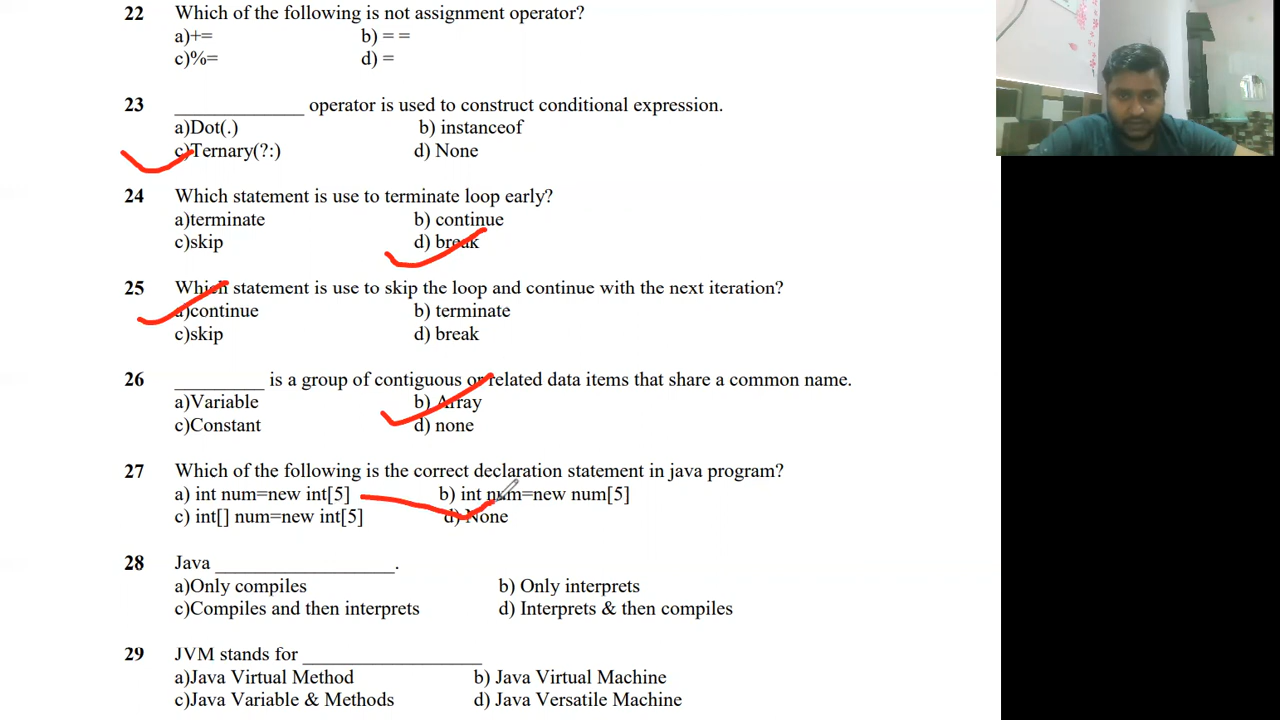 22 Which of the following is not assignment operator?
a)+= b) = =
c)%= d) =
23 _____________ operator is used to construct conditional expression.
a)Dot(.) b) instanceof
c)Ternary(?:) d) None
24 Which statement is use to terminate loop early?
a)terminate b) continue
c)skip d) break
25 Which statement is use to skip the loop and continue with the next iteration?
a)continue b) terminate
c)skip d) break
26 _________ is a group of contiguous or related data items that share a common name.
a)Variable b) Array
c)Constant d) none
27 Which of the following is the correct declaration statement in java program?
a) int num=new int[5] b) int num=new num[5]
c) int[] num=new int[5] d) None
28 Java __________________.
a)Only compiles b) Only interprets
c)Compiles and then interprets d) Interprets & then compiles
29 JVM stands for __________________
a)Java Virtual Method b) Java Virtual Machine
c)Java Variable & Methods d) Java Versatile Machine